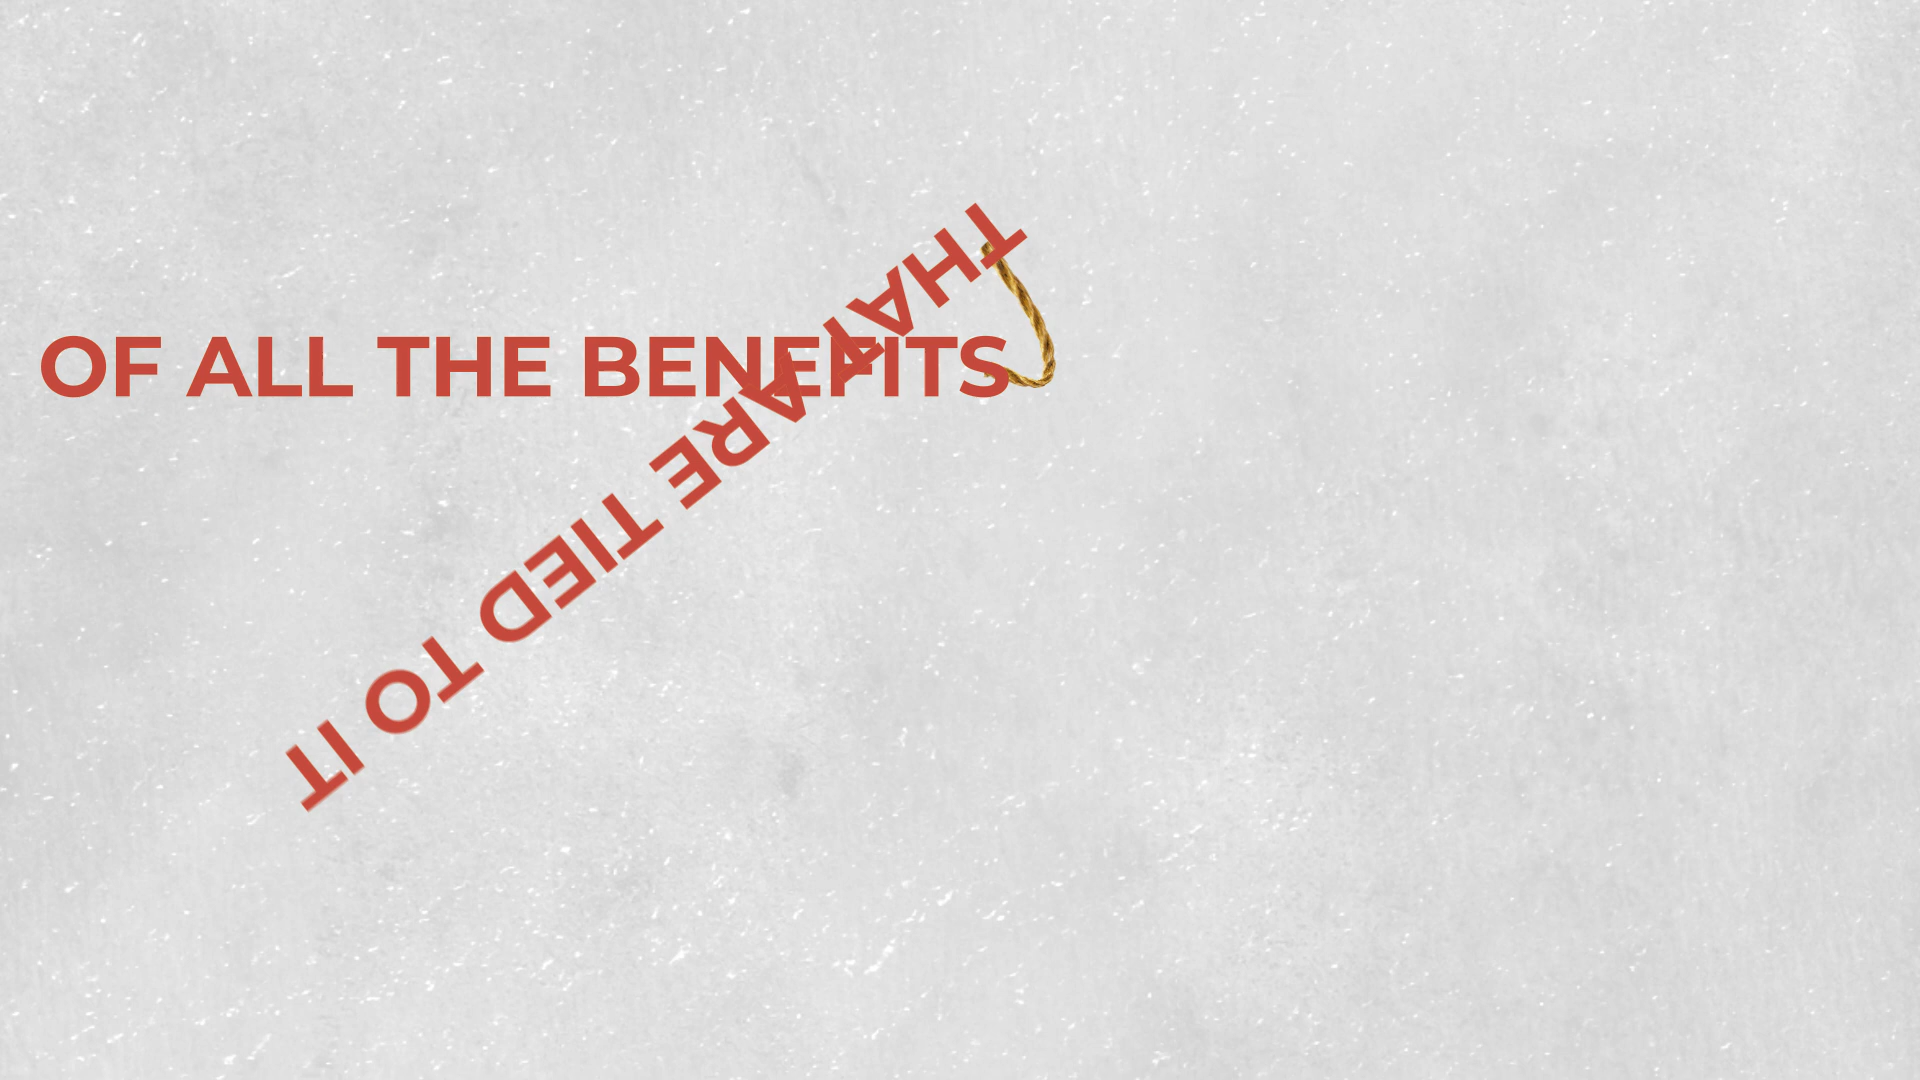 OF ALL THE BENEFITS
THAT ARE TIED TO IT